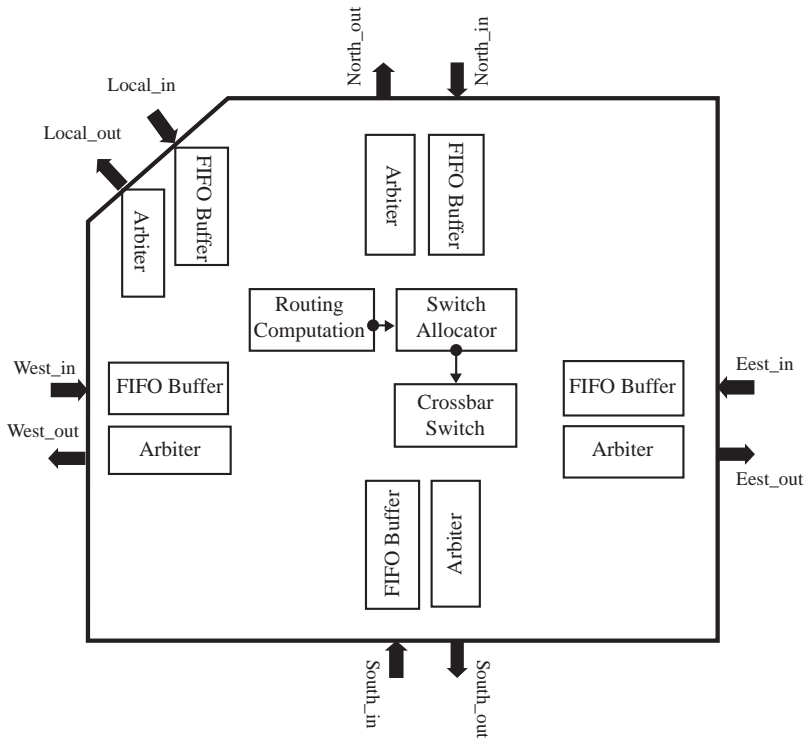 North_out
North_in
Local_in
Local_out
FIFO Buffer
Arbiter
Arbiter
FIFO Buffer
Routing
Computation
Switch
Allocator
West_in
FIFO Buffer
West_out
Arbiter
Crossbar
Switch
FIFO Buffer
Eest_in
Arbiter
Eest_out
FIFO Buffer
Arbiter
South_in
South_out